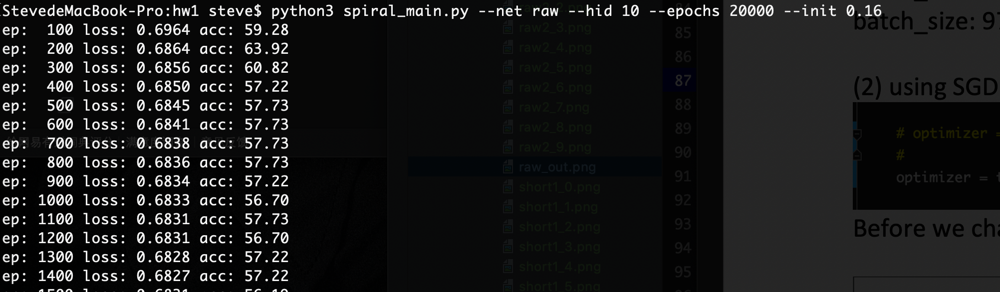 StevedeMacBook-Pro:hw1 steve$ python3 spiral_main.py --net raw --hid 10 --epochs 20000 --init 0.16
ep:  100 loss: 0.6964 acc: 59.28
ep:  200 loss: 0.6864 acc: 63.92
ep:  300 loss: 0.6856 acc: 60.82
ep:  400 loss: 0.6850 acc: 57.22
ep:  500 loss: 0.6845 acc: 57.73
ep:  600 loss: 0.6841 acc: 57.73
ep:  700 loss: 0.6838 acc: 57.73
ep:  800 loss: 0.6836 acc: 57.73
ep:  900 loss: 0.6834 acc: 57.22
ep: 1000 loss: 0.6833 acc: 56.70
ep: 1100 loss: 0.6831 acc: 57.73
ep: 1200 loss: 0.6831 acc: 56.70
ep: 1300 loss: 0.6828 acc: 57.22
ep: 1400 loss: 0.6827 acc: 57.22
raw2_2.png
raw2_3.png
raw2_4.png
raw2_5.png
raw2_6.png
raw2_7.png
raw2_8.png
raw2_9.png
raw_out.png
short1_0.png
short1_1.png
short1_2.png
short1_3.png
short1_4.png
short1_5.png
84
85
86
87
88
89
90
91
92
93
94
95
batch_size: 97
(2) using SGD
# optimizer =
#
optimizer = t
Before we cha